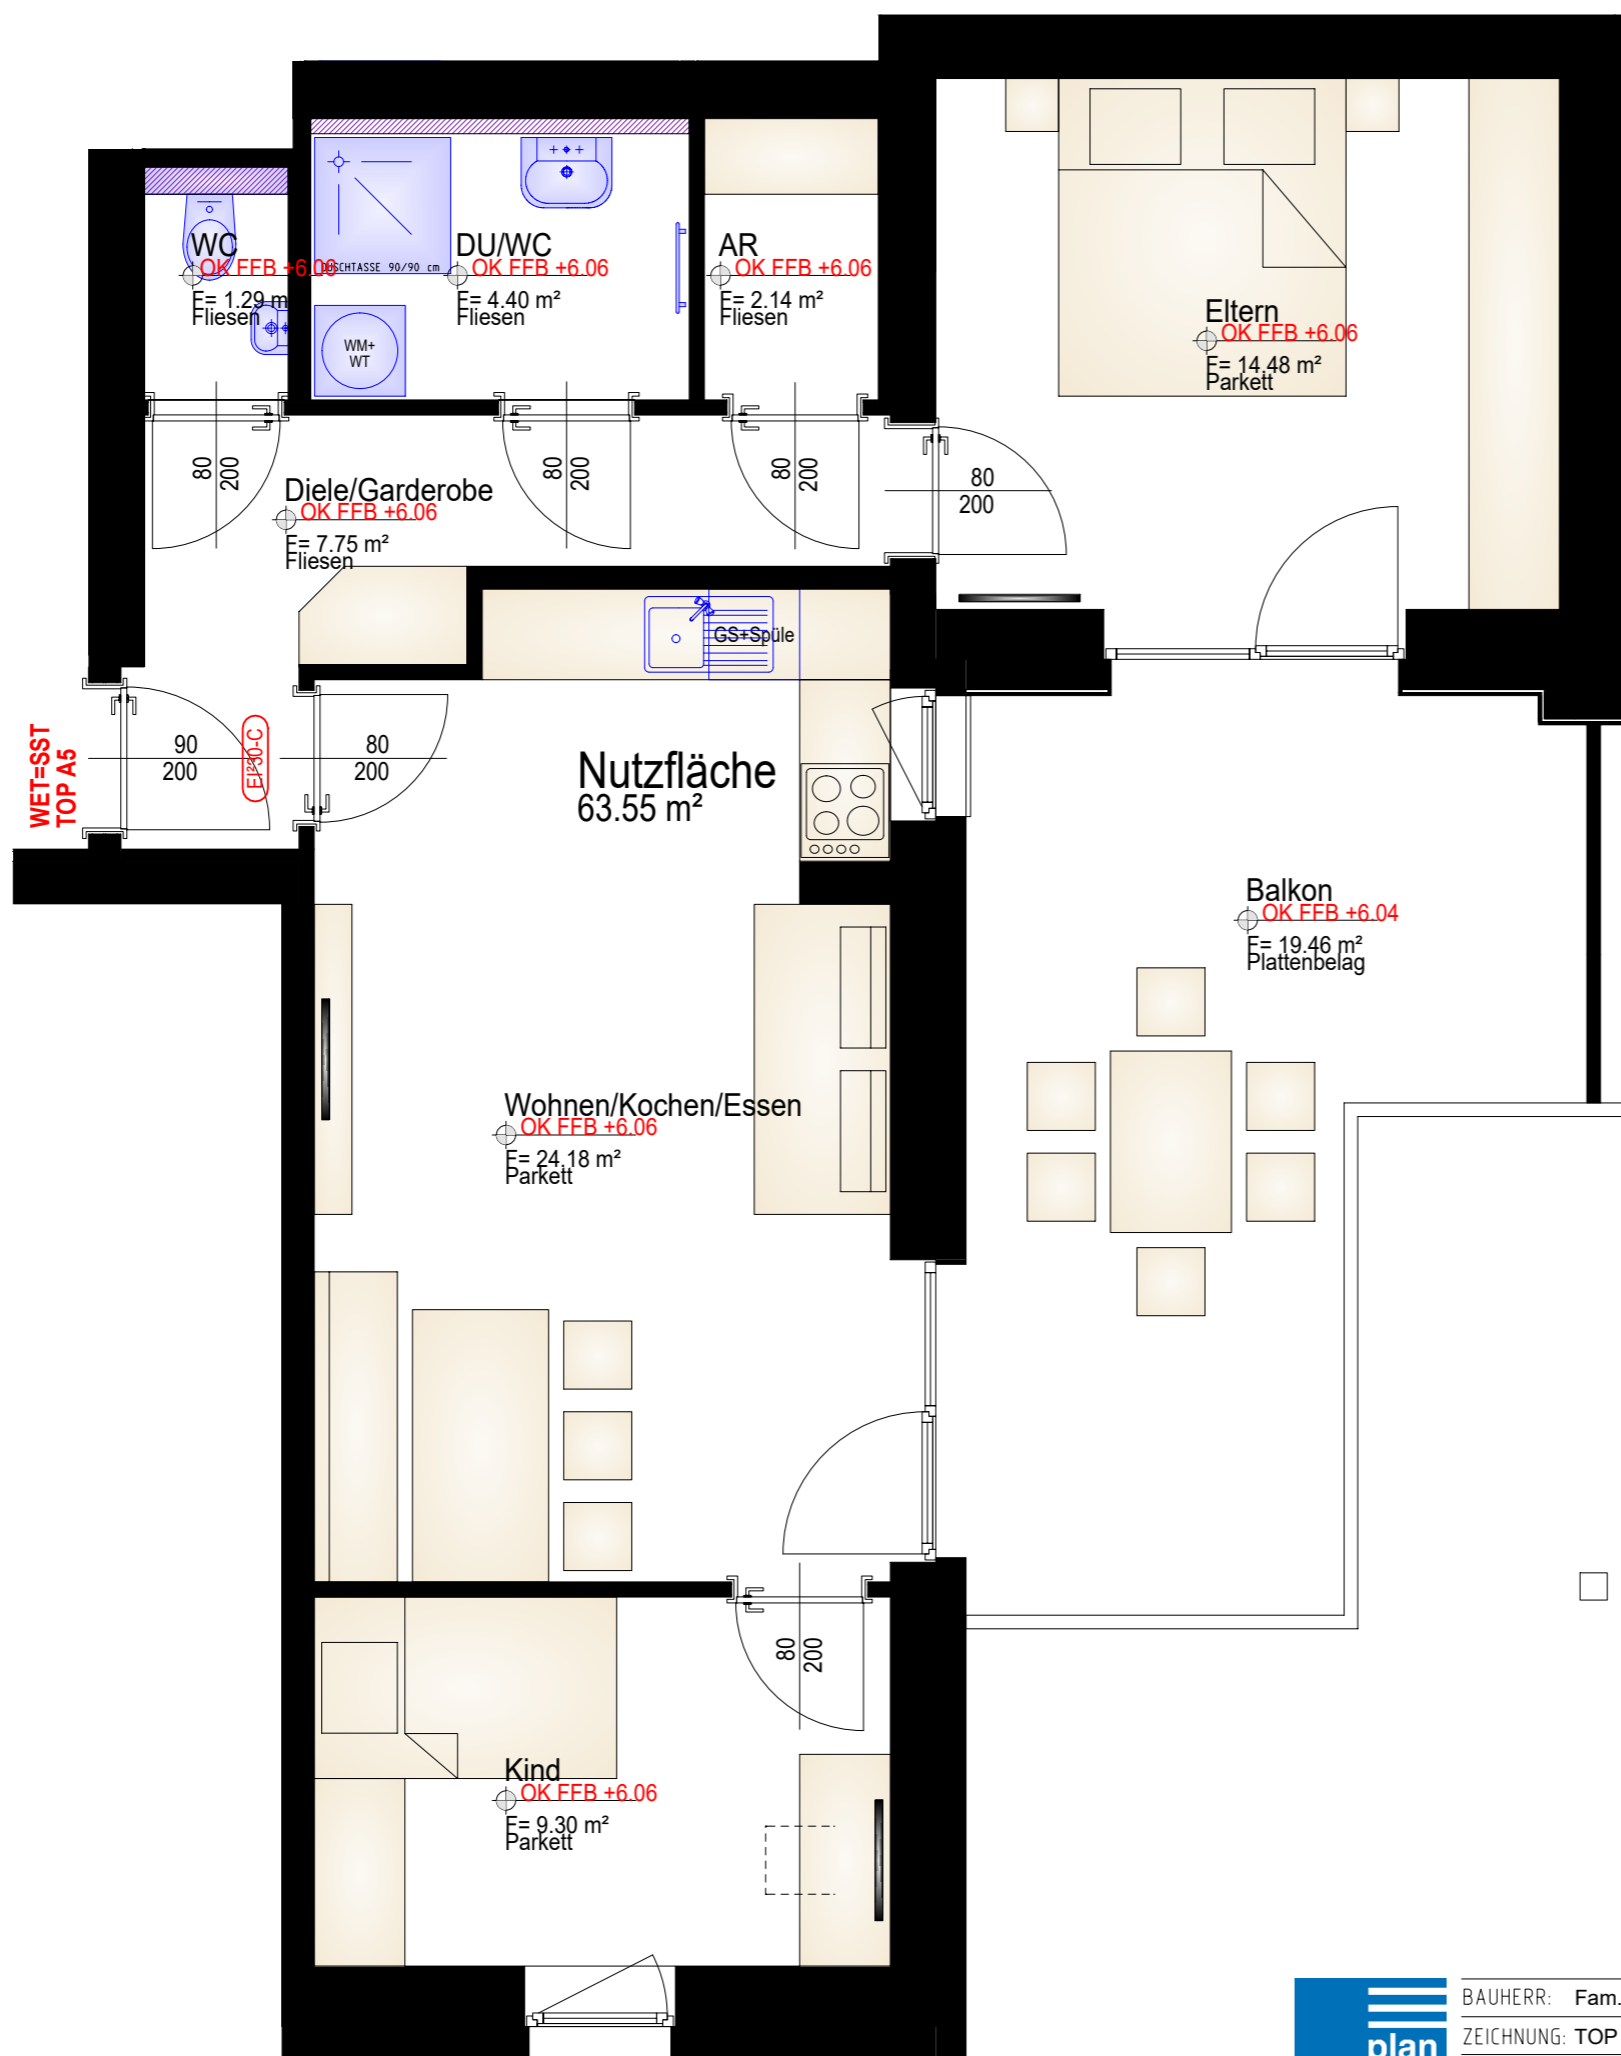 WC
OK FFB +6.06
F= 1.29 m
Fliesen
DUSCHTASSE 90/90 cm
DU/WC
OK FFB +6.06
F= 4.40 m²
Fliesen
WM+
WT
AR
OK FFB +6.06
F= 2.14 m²
Fliesen
Eltern
OK FFB +6.06
F= 14.48 m²
Parkett
80
200
80
200
80
200
80
200
Diele/Garderobe
OK FFB +6.06
F= 7.75 m²
Fliesen
GS+Spüle
WET=SST
TOP A5
90
200
EI²30-C
80
200
Nutzfläche
63.55 m²
Balkon
OK FFB +6.04
F= 19.46 m²
Plattenbelag
Wohnen/Kochen/Essen
OK FFB +6.06
F= 24.18 m²
Parkett
80
200
Kind
OK FFB +6.06
F= 9.30 m²
Parkett
plan
BAUHERR: Fam.
ZEICHNUNG: TOP